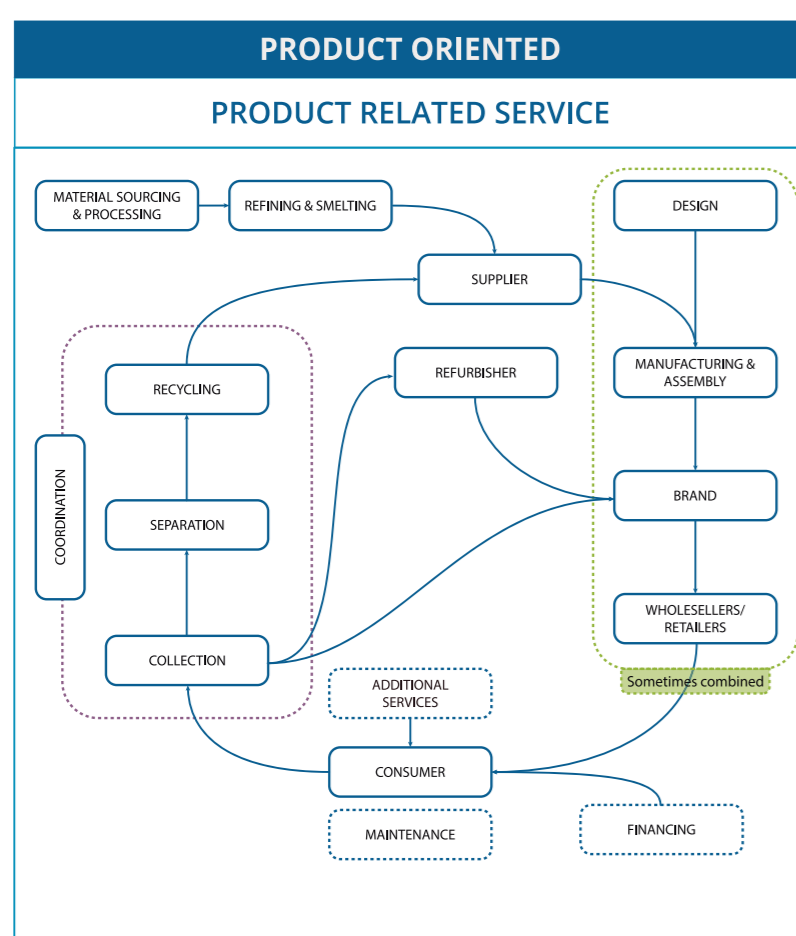 PRODUCT ORIENTED
PRODUCT RELATED SERVICE
MATERIAL SOURCING
& PROCESSING
REFINING & SMELTING
DESIGN
SUPPLIER
RECYCLING
REFURBISHER
MANUFACTURING &
ASSEMBLY
COORDINATION
SEPARATION
BRAND
WHOLESELLERS/
RETAILERS
COLLECTION
ADDITIONAL
SERVICES
Sometimes combined
CONSUMER
MAINTENANCE
FINANCING